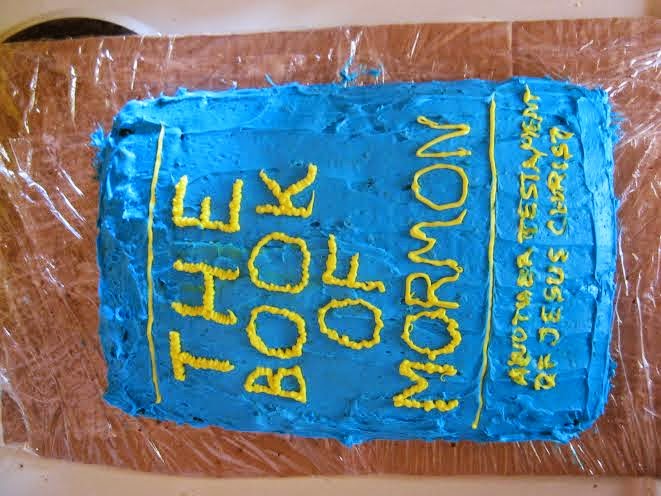 THE
BOOK
OF
MORMON
ANOTHER TESTAMENT
OF JESUS CHRIST